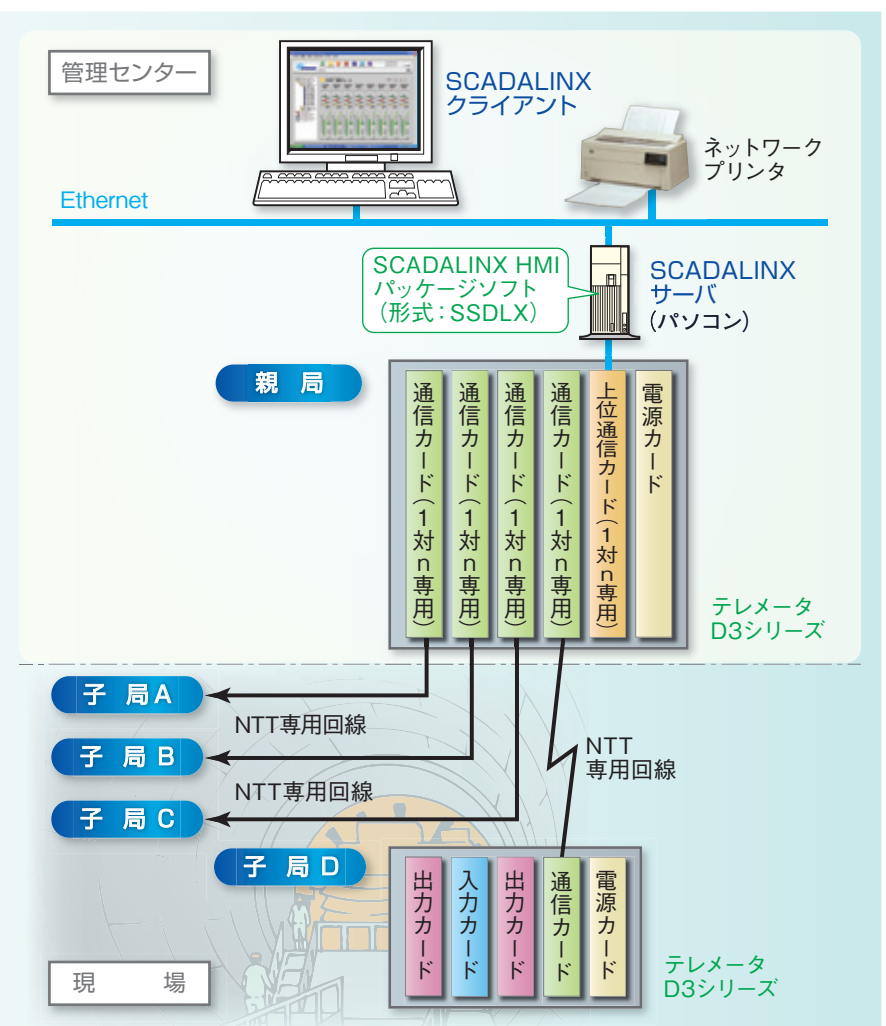 管理センター
SCADALINX
クライアント
ネットワーク
プリンタ
Ethernet
SCADALINX HMI
パッケージソフト
（形式：SSDLX）
SCADALINX
サーバ
（パソコン）
親 局
通信カード（1対n専用）
通信カード（1対n専用）
通信カード（1対n専用）
通信カード（1対n専用）
上位通信カード（1対n専用）
電源カード
テレメータ
D3シリーズ
子 局 A
NTT専用回線
子 局 B
NTT
専用回線
NTT専用回線
子 局 C
子 局 D
出力カード
入力カード
出力カード
通信カード
電源カード
テレメータ
D3シリーズ
現 場